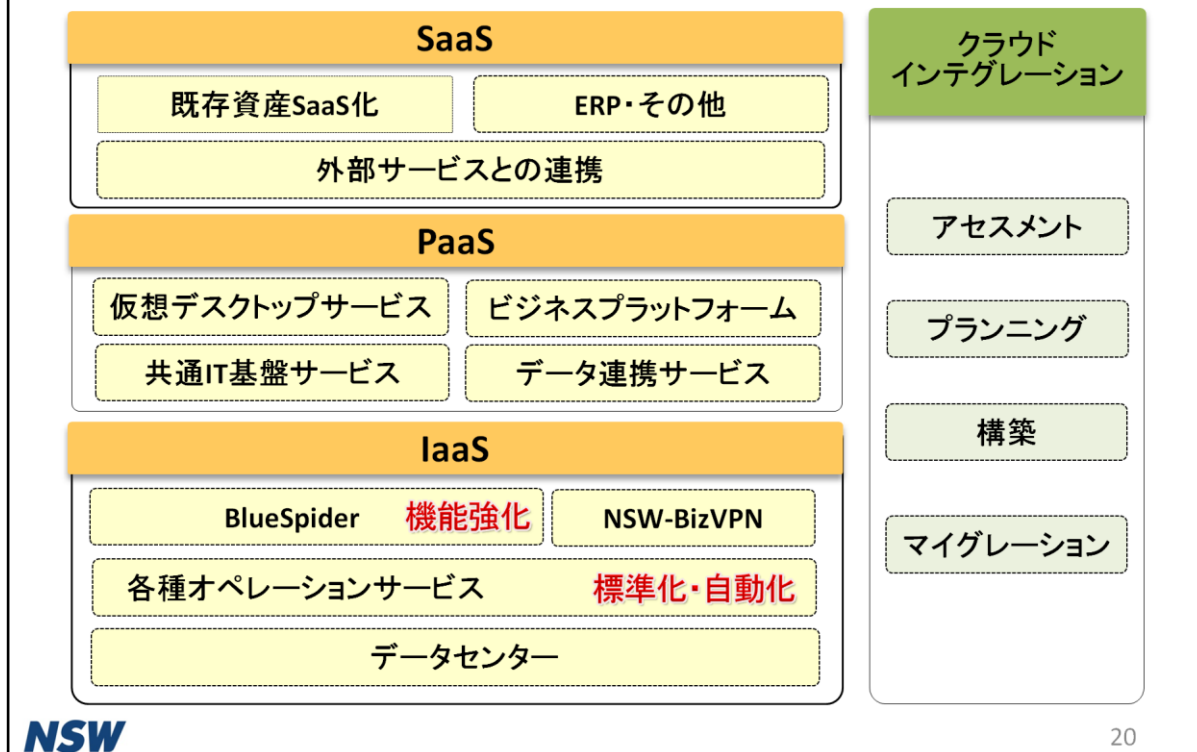 SaaS
既存資産SaaS化
ERP・その他
外部サービスとの連携
PaaS
仮想デスクトップサービス
ビジネスプラットフォーム
共通IT基盤サービス
データ連携サービス
IaaS
BlueSpider 機能強化
NSW-BizVPN
各種オペレーションサービス 標準化・自動化
データセンター
クラウド
インテグレーション
アセスメント
プランニング
構築
マイグレーション
NSW
20